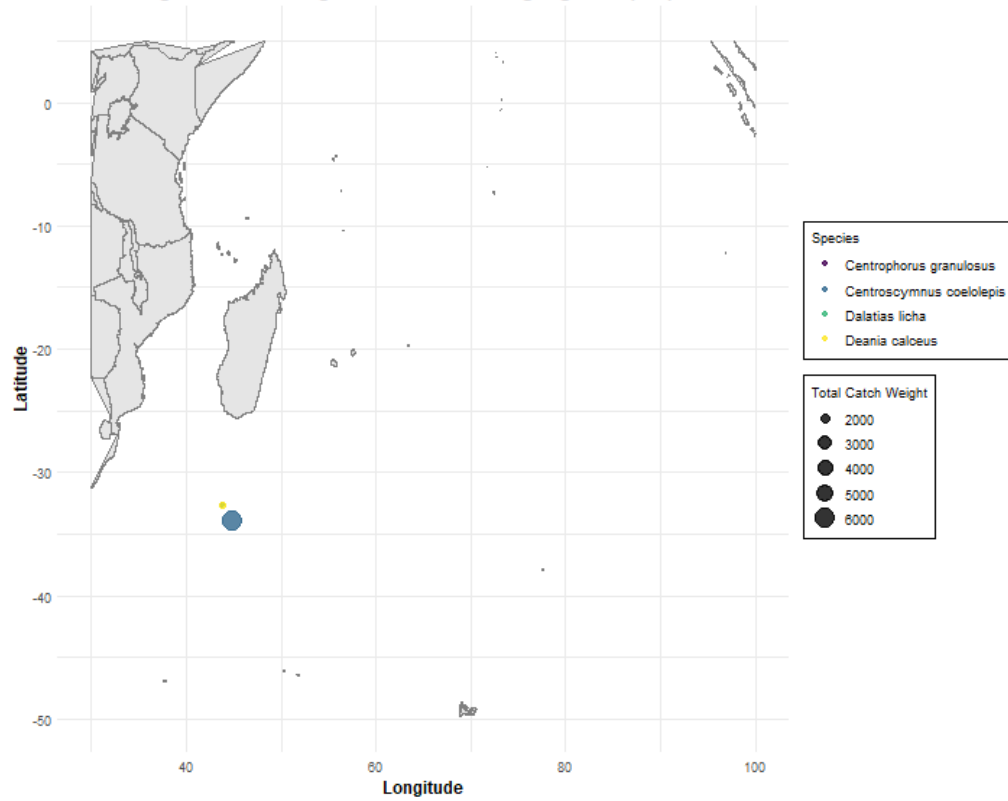 0
-10
-20
-30
-40
-50
Latitude
40
60
80
100
Longitude
Species
Centrophorus granulosus
Centroscymnus coelolepis
Dalatias licha
Deania calceus
Total Catch Weight
2000
3000
4000
5000
6000